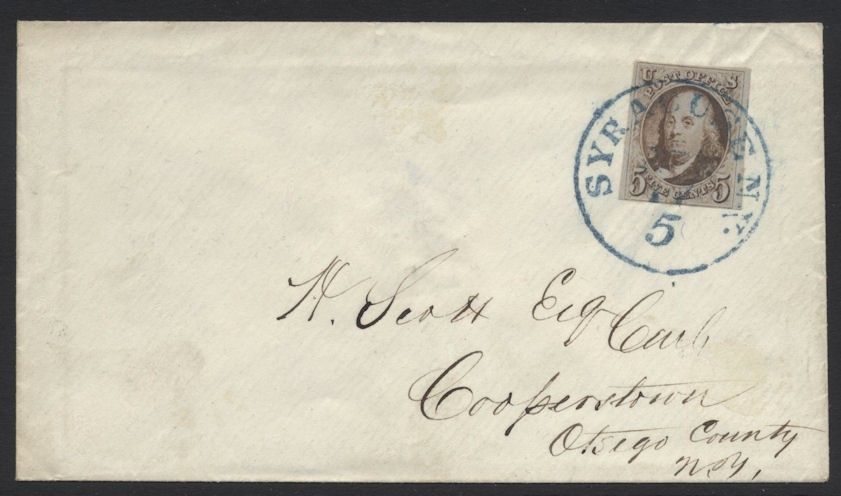 U S
POST OFFICE
5 FIVE CENTS 5
SYRACUSE N.Y.
5
H. Scott Esq Cash
Cooperstown
Otsego County
N.Y.